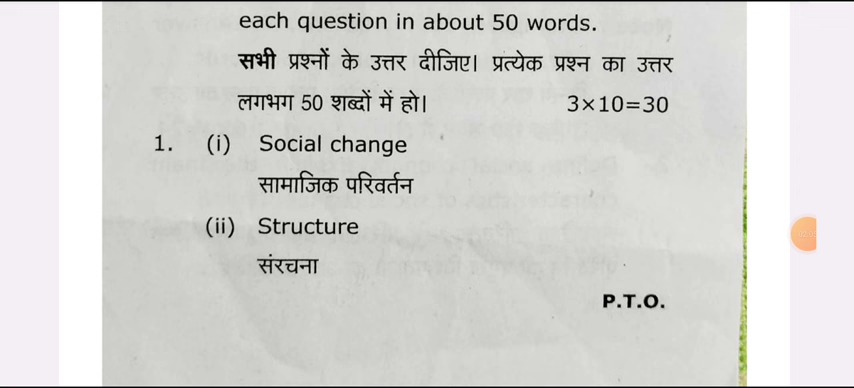 each question in about 50 words.
सभी प्रश्नों के उत्तर दीजिए। प्रत्येक प्रश्न का उत्तर
लगभग 50 शब्दों में हो। 3×10=30
1. (i) Social change
सामाजिक परिवर्तन
(ii) Structure
संरचना
P.T.O.